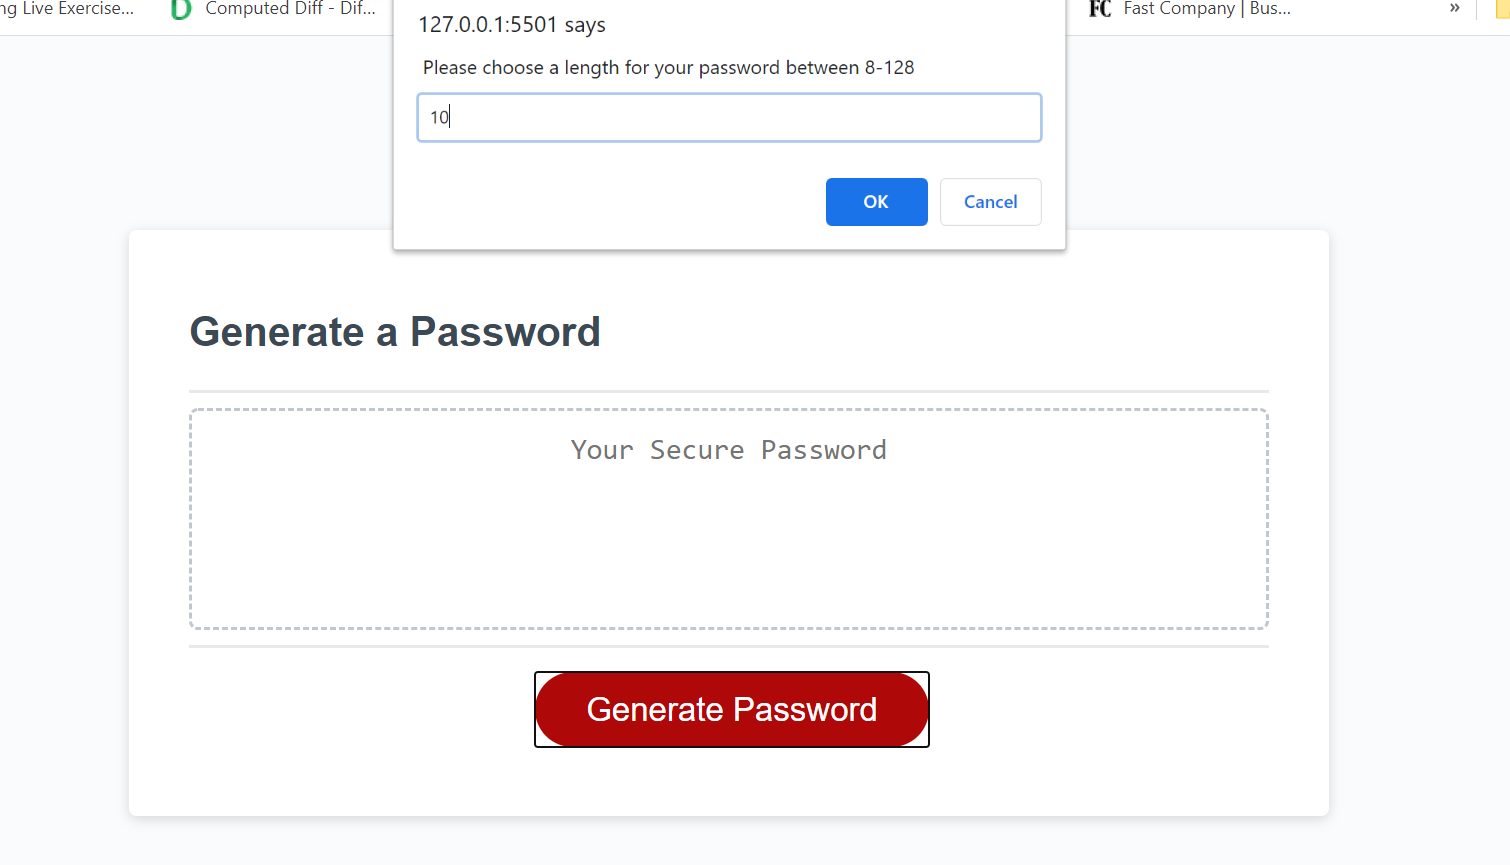 ng Live Exercise...
Computed Diff - Dif...
FC Fast Company | Bus...
»
127.0.0.1:5501 says
Please choose a length for your password between 8-128
10
OK
Cancel
Generate a Password
Your Secure Password
Generate Password